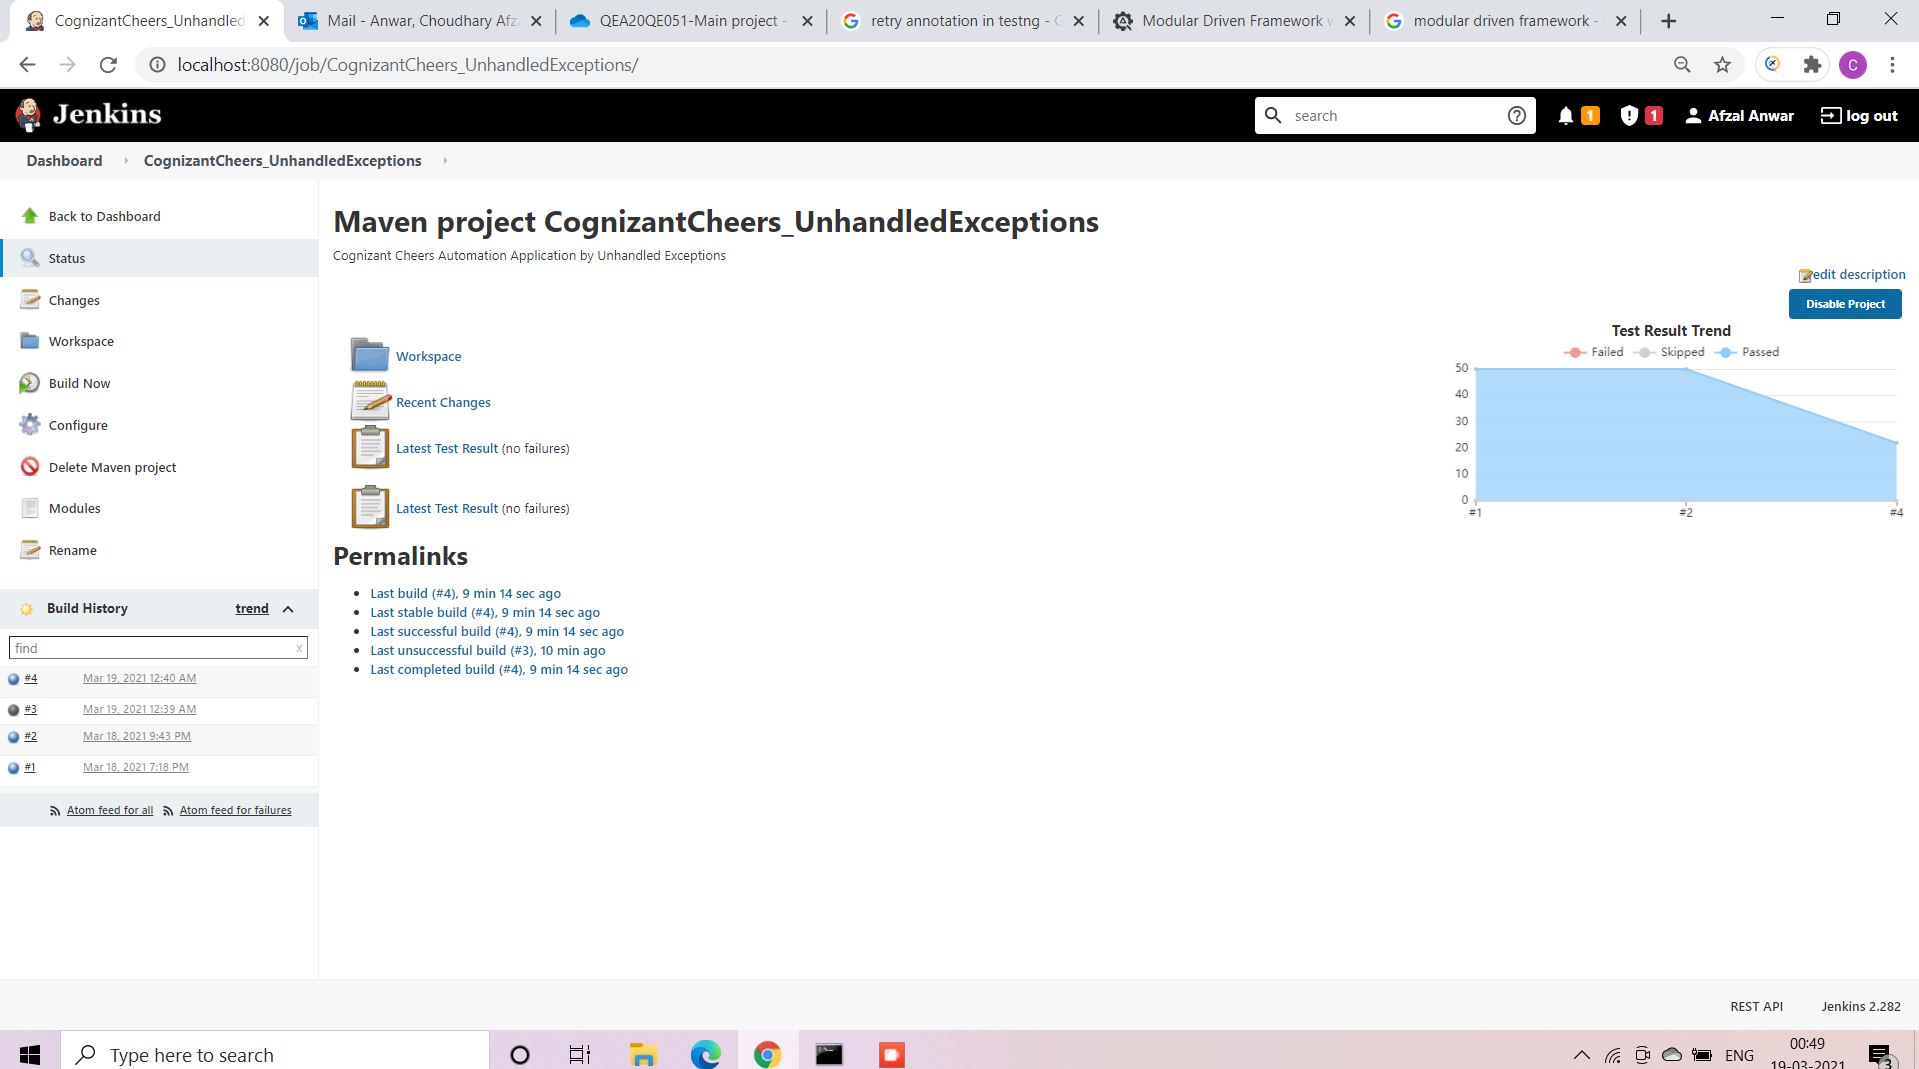 CognizantCheers_Unhandled
Mail - Anwar, Choudhary Afz
QEA20QE051-Main project -
retry annotation in testng - G
Modular Driven Framework w
modular driven framework -
localhost:8080/job/CognizantCheers_UnhandledExceptions/
C
Jenkins
search
1
1
Afzal Anwar
log out
Dashboard
CognizantCheers_UnhandledExceptions
Back to Dashboard
Status
Changes
Workspace
Build Now
Configure
Delete Maven project
Modules
Rename
Build History
trend
find
x
#4 Mar 19, 2021 12:40 AM
#3 Mar 19, 2021 12:39 AM
#2 Mar 18, 2021 9:43 PM
#1 Mar 18, 2021 7:18 PM
Atom feed for all
Atom feed for failures
Maven project CognizantCheers_UnhandledExceptions
Cognizant Cheers Automation Application by Unhandled Exceptions
edit description
Disable Project
Workspace
Recent Changes
Latest Test Result (no failures)
Latest Test Result (no failures)
Test Result Trend
Failed Skipped Passed
50
40
30
20
10
0
#1 #2 #4
Permalinks
Last build (#4), 9 min 14 sec ago
Last stable build (#4), 9 min 14 sec ago
Last successful build (#4), 9 min 14 sec ago
Last unsuccessful build (#3), 10 min ago
Last completed build (#4), 9 min 14 sec ago
REST API
Jenkins 2.282
Type here to search
ENG
00:49
19-03-2021
3